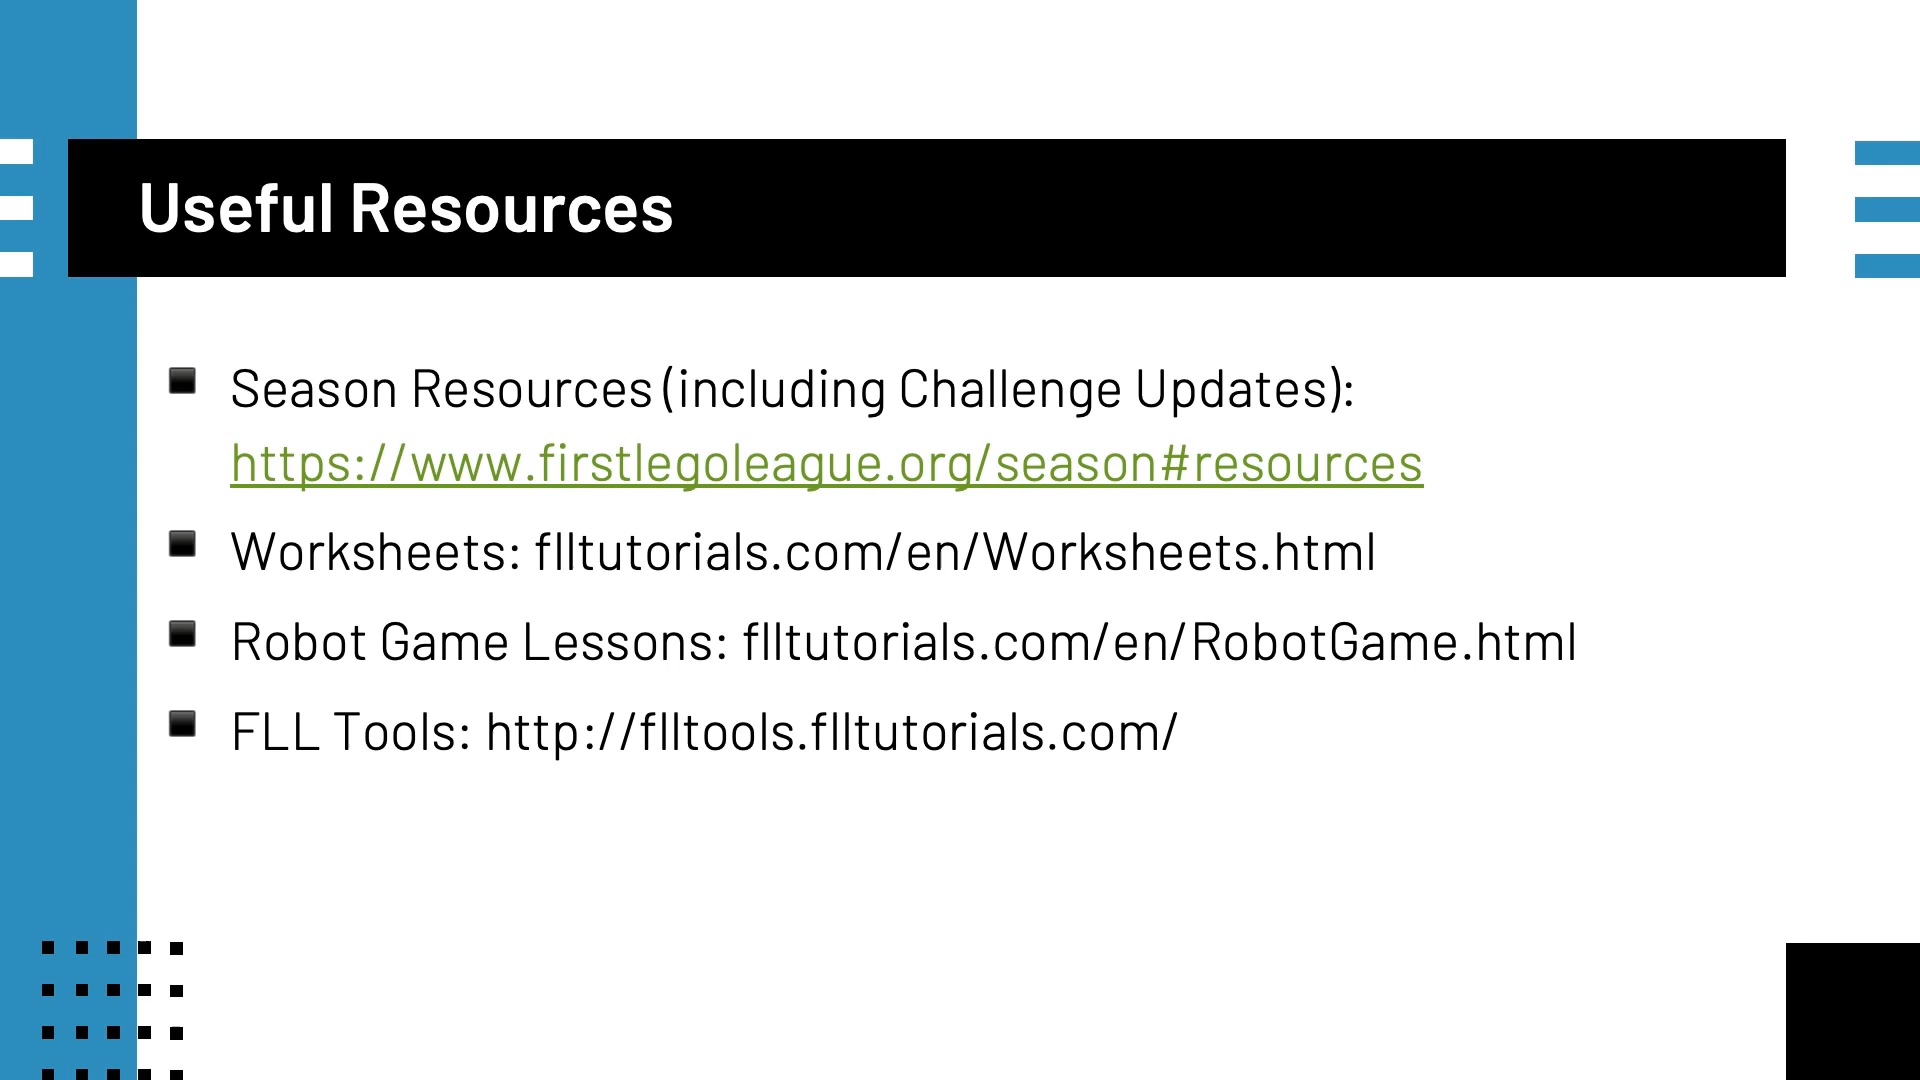 Useful Resources
Season Resources (including Challenge Updates):
https://www.firstlegoleague.org/season#resources
Worksheets: flltutorials.com/en/Worksheets.html
Robot Game Lessons: flltutorials.com/en/RobotGame.html
FLL Tools: http://flltools.flltutorials.com/